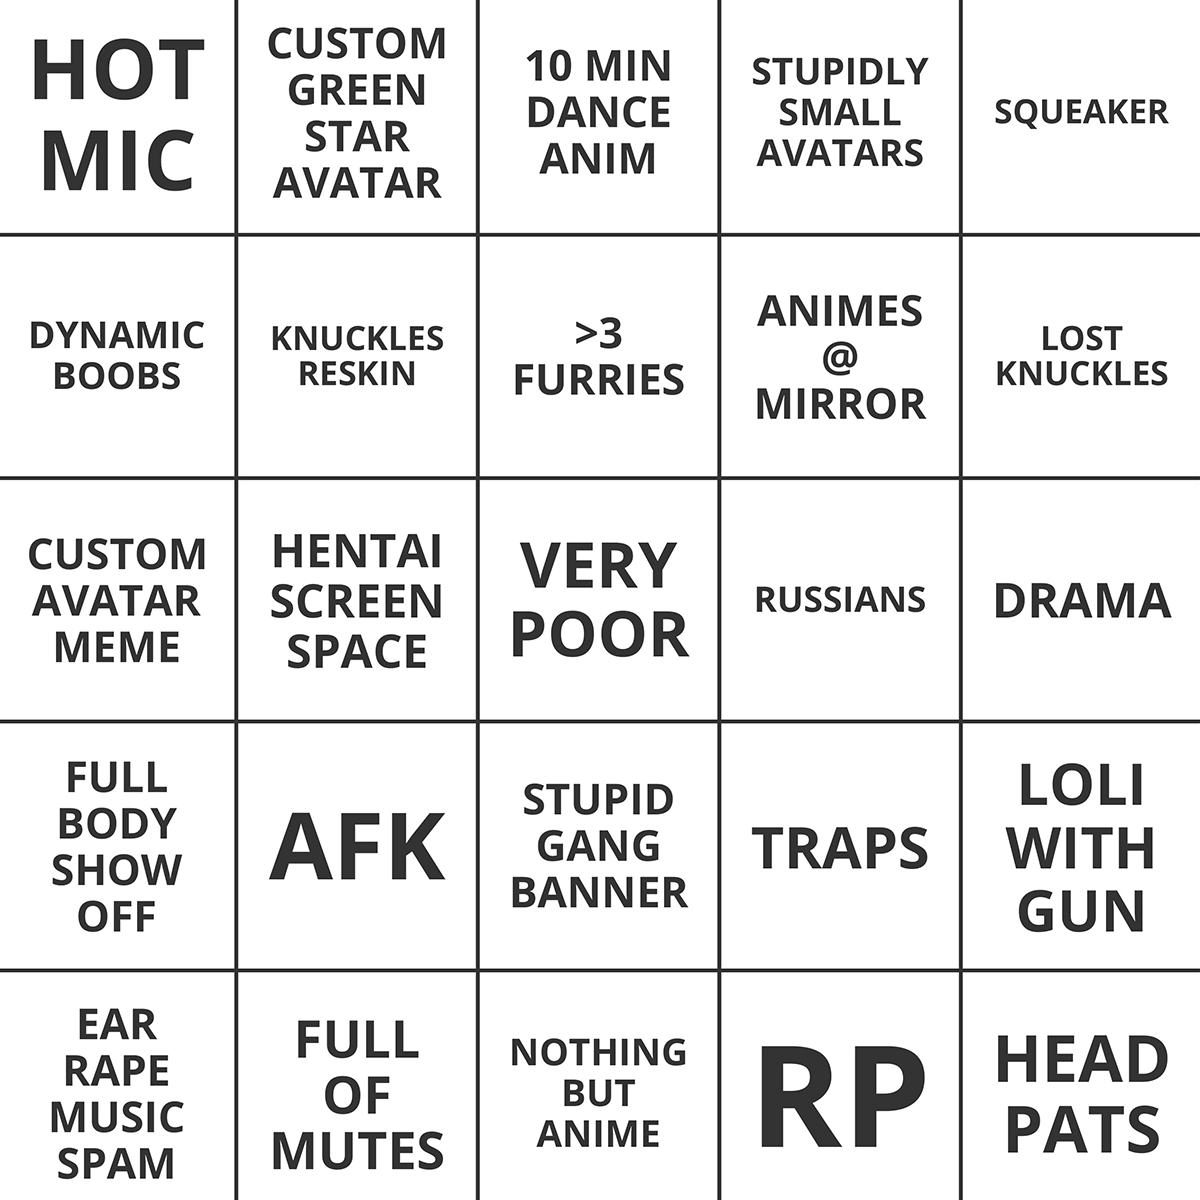 HOT
MIC
CUSTOM
GREEN
STAR
AVATAR
10 MIN
DANCE
ANIM
STUPIDLY
SMALL
AVATARS
SQUEAKER
DYNAMIC
BOOBS
KNUCKLES
RESKIN
>3
FURRIES
ANIMES
@
MIRROR
LOST
KNUCKLES
CUSTOM
AVATAR
MEME
HENTAI
SCREEN
SPACE
VERY
POOR
RUSSIANS
DRAMA
FULL
BODY
SHOW
OFF
AFK
STUPID
GANG
BANNER
TRAPS
LOLI
WITH
GUN
EAR
RAPE
MUSIC
SPAM
FULL
OF
MUTES
NOTHING
BUT
ANIME
RP
HEAD
PATS